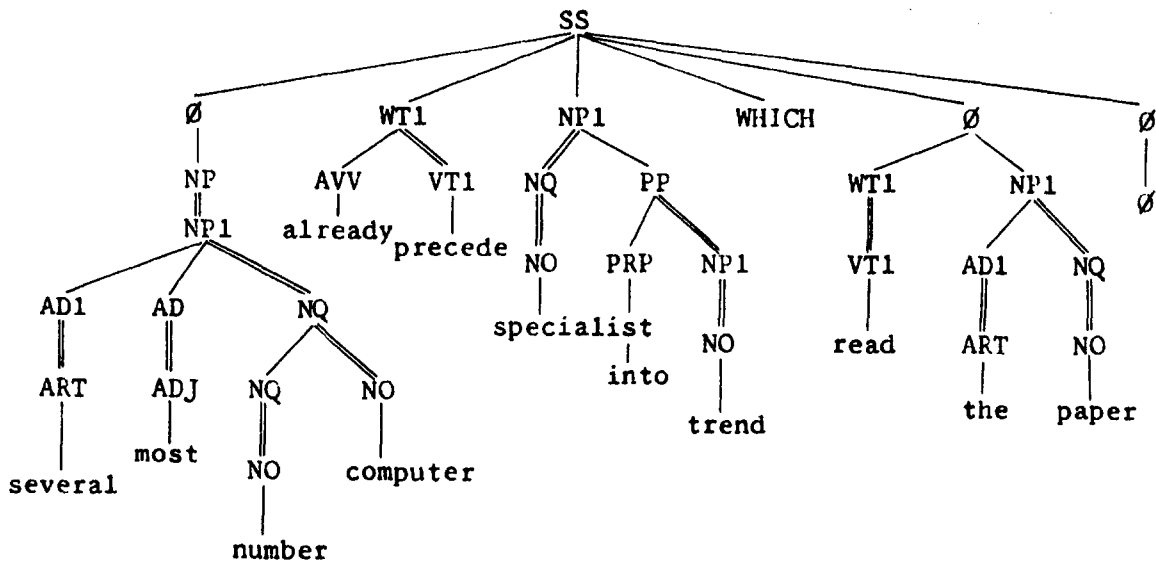 SS
Ø WT1 NP1 WHICH Ø Ø
NP AVV VT1 NQ PP WT1 NP1 Ø
already precede
NP1 NO PRP NP1 VT1 AD1 NQ
AD1 AD NQ specialist NO read ART NO
ART ADJ NQ NO into the paper
most trend
several NO computer
number